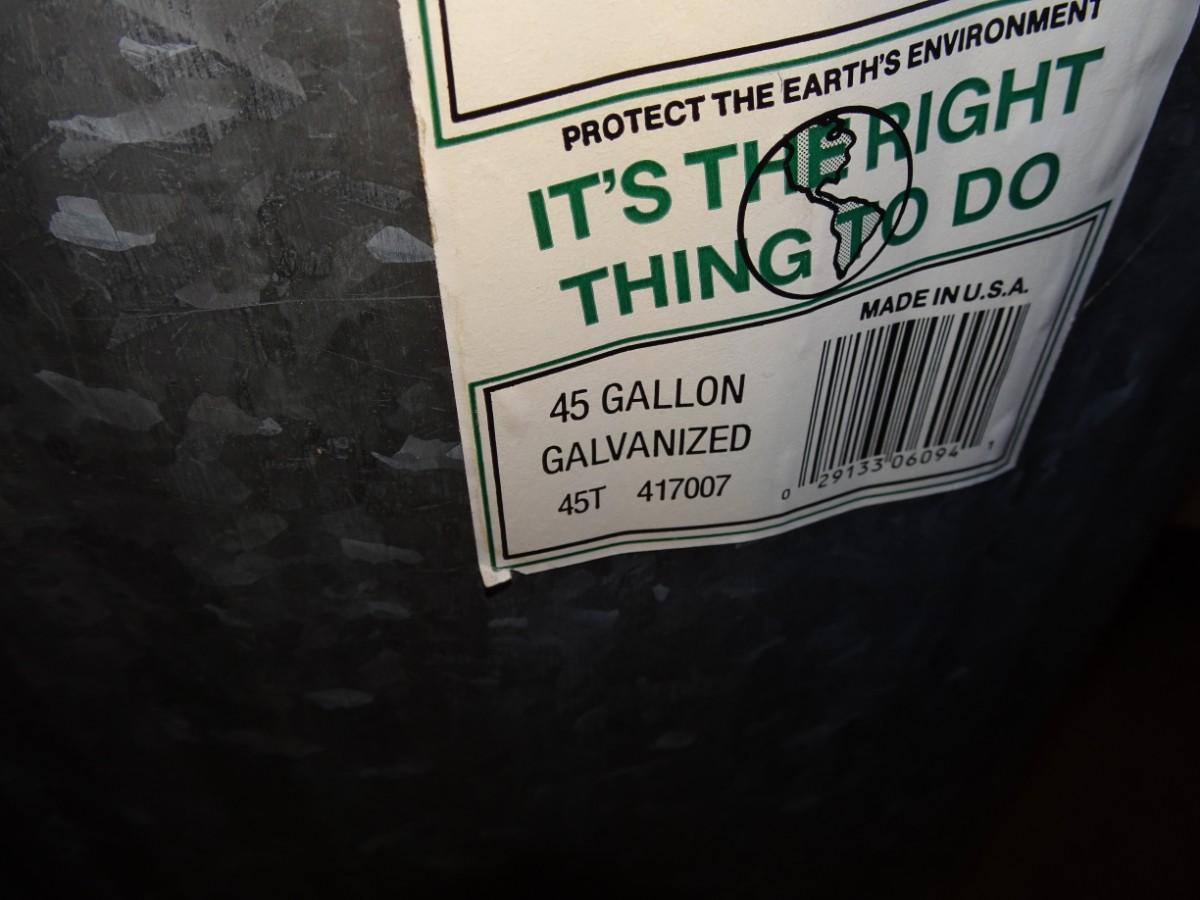 PROTECT THE EARTH'S ENVIRONMENT
IT'S THE RIGHT
THING TO DO
MADE IN U.S.A.
45 GALLON
GALVANIZED
45T 417007
0 29133 06094 1